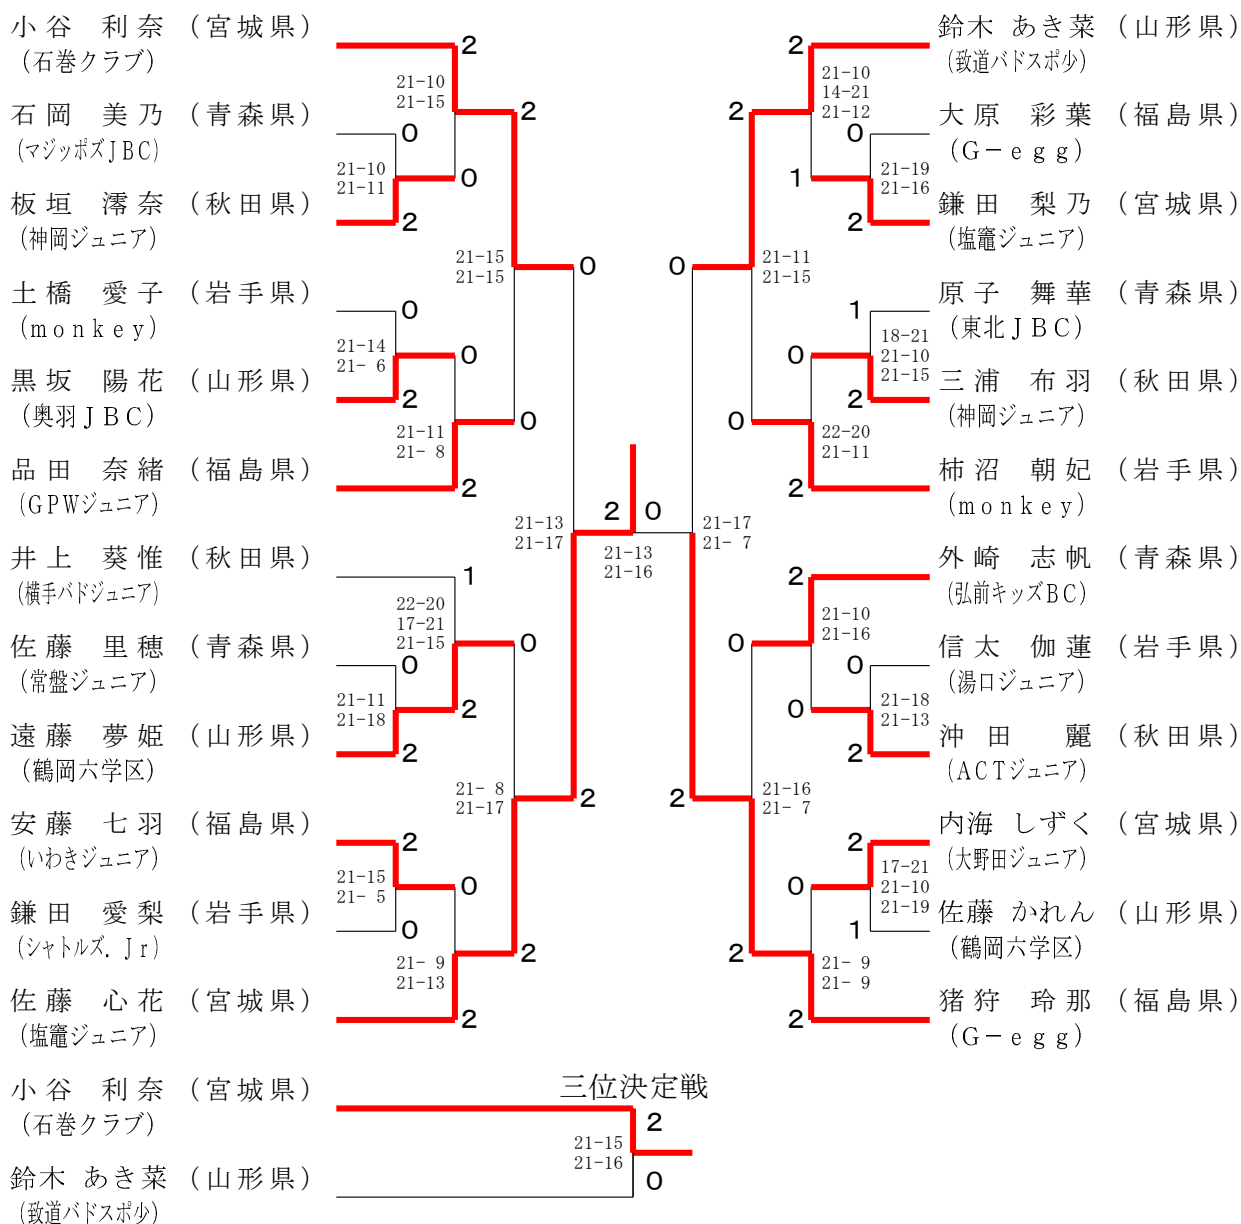 小谷 利奈 (宮城県)
(石巻クラブ)
2
21-10
21-15
石岡 美乃 (青森県)
(マジッポズJBC)
0
2
21-10
21-11
0
板垣 澪奈 (秋田県)
(神岡ジュニア)
2
21-15
21-15
0
土橋 愛子 (岩手県)
(monkey)
0
21-14
21- 6
0
黒坂 陽花 (山形県)
(奥羽JBC)
2
21-11
21- 8
0
品田 奈緒 (福島県)
(GPWジュニア)
2
21-13
21-17
井上 葵惟 (秋田県)
(横手バドジュニア)
1
22-20
17-21
21-15
0
佐藤 里穂 (青森県)
(常盤ジュニア)
0
21-11
21-18
2
遠藤 夢姫 (山形県)
(鶴岡六学区)
2
21- 8
21-17
2
安藤 七羽 (福島県)
(いわきジュニア)
2
21-15
21- 5
0
鎌田 愛梨 (岩手県)
(シャトルズ.Jr)
0
21- 9
21-13
2
佐藤 心花 (宮城県)
(塩竈ジュニア)
2
2 0
21-13
21-16
鈴木 あき菜 (山形県)
(致道バドスポ少)
2
21-10
14-21
21-12
2
大原 彩葉 (福島県)
(G-egg)
0
21-19
21-16
1
鎌田 梨乃 (宮城県)
(塩竈ジュニア)
2
21-11
21-15
0
原子 舞華 (青森県)
(東北JBC)
1
18-21
21-10
21-15
0
三浦 布羽 (秋田県)
(神岡ジュニア)
2
22-20
21-11
0
柿沼 朝妃 (岩手県)
(monkey)
2
21-17
21- 7
外崎 志帆 (青森県)
(弘前キッズBC)
2
21-10
21-16
0
信太 伽蓮 (岩手県)
(湯口ジュニア)
0
21-18
21-13
0
沖田 麗 (秋田県)
(ACTジュニア)
2
21-16
21- 7
2
内海 しずく (宮城県)
(大野田ジュニア)
2
17-21
21-10
21-19
0
佐藤 かれん (山形県)
(鶴岡六学区)
1
21- 9
21- 9
2
猪狩 玲那 (福島県)
(G-egg)
2
三位決定戦
小谷 利奈 (宮城県)
(石巻クラブ)
2
21-15
21-16
鈴木 あき菜 (山形県)
(致道バドスポ少)
0